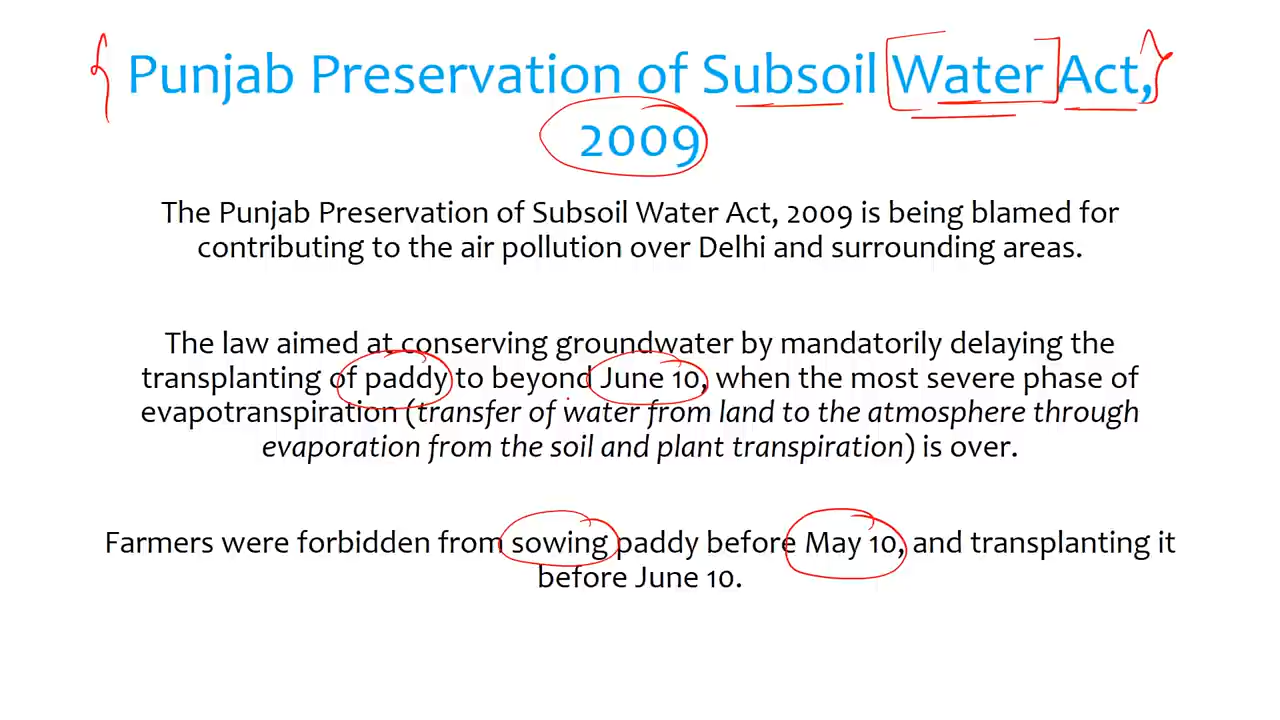 Punjab Preservation of Subsoil Water Act,
2009
The Punjab Preservation of Subsoil Water Act, 2009 is being blamed for
contributing to the air pollution over Delhi and surrounding areas.
The law aimed at conserving groundwater by mandatorily delaying the
transplanting of paddy to beyond June 10, when the most severe phase of
evapotranspiration (transfer of water from land to the atmosphere through
evaporation from the soil and plant transpiration) is over.
Farmers were forbidden from sowing paddy before May 10, and transplanting it
before June 10.